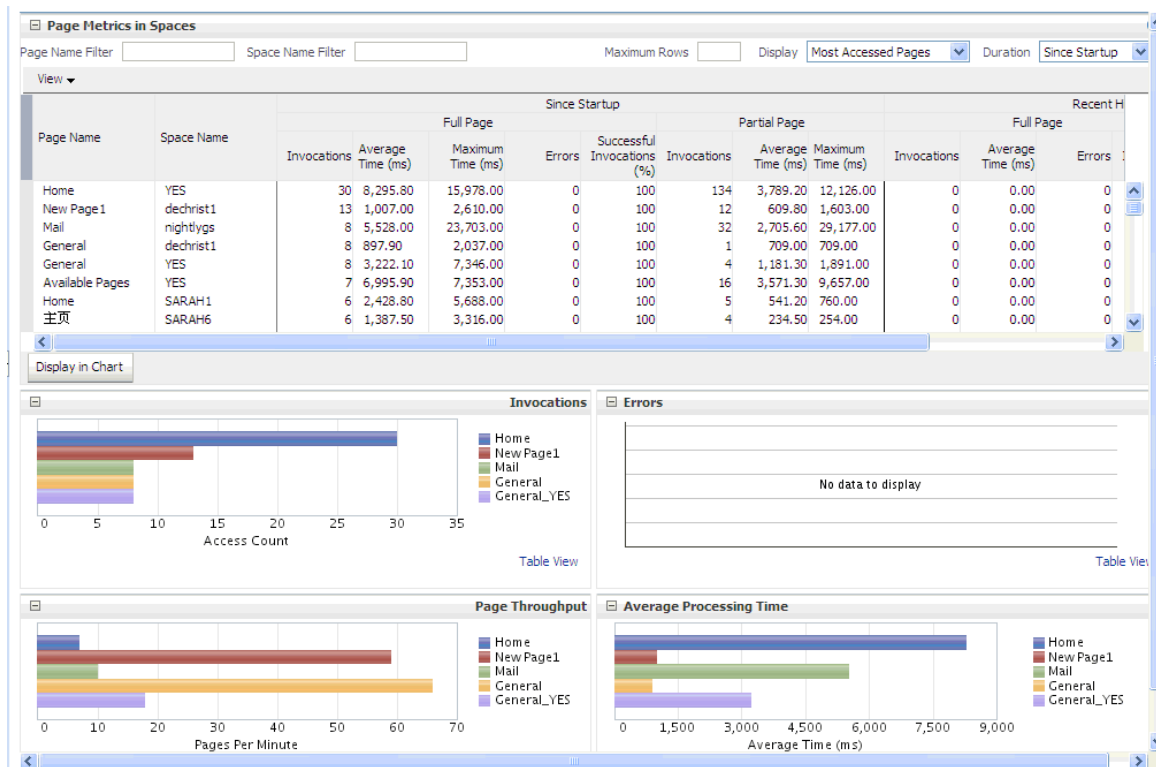 Page Metrics in Spaces
Page Name Filter Space Name Filter Maximum Rows Display Most Accessed Pages Duration Since Startup
View
Since Startup Recent H
Full Page Partial Page Full Page
Page Name Space Name Invocations Average Time (ms) Maximum Time (ms) Errors Successful Invocations (%) Invocations Average Time (ms) Maximum Time (ms) Invocations Average Time (ms) Errors
Home YES 30 8,295.80 15,978.00 0 100 134 3,789.20 12,126.00 0 0.00 0
New Page1 dechrist1 13 1,007.00 2,610.00 0 100 12 609.80 1,603.00 0 0.00 0
Mail nightlygs 8 5,528.00 23,703.00 0 100 32 2,705.60 29,177.00 0 0.00 0
General dechrist1 8 897.90 2,037.00 0 100 1 709.00 709.00 0 0.00 0
General YES 8 3,222.10 7,346.00 0 100 4 1,181.30 1,891.00 0 0.00 0
Available Pages YES 7 6,995.90 7,353.00 0 100 16 3,571.30 9,657.00 0 0.00 0
Home SARAH1 6 2,428.80 5,688.00 0 100 5 541.20 760.00 0 0.00 0
主页 SARAH6 6 1,387.50 3,316.00 0 100 4 234.50 254.00 0 0.00 0
Display in Chart
Invocations
Home
New Page1
Mail
General
General_YES
0 5 10 15 20 25 30 35
Access Count
Table View
Errors
No data to display
Table View
Page Throughput
Home
New Page1
Mail
General
General_YES
0 10 20 30 40 50 60 70
Pages Per Minute
Average Processing Time
Home
New Page1
Mail
General
General_YES
0 1,500 3,000 4,500 6,000 7,500 9,000
Average Time (ms)